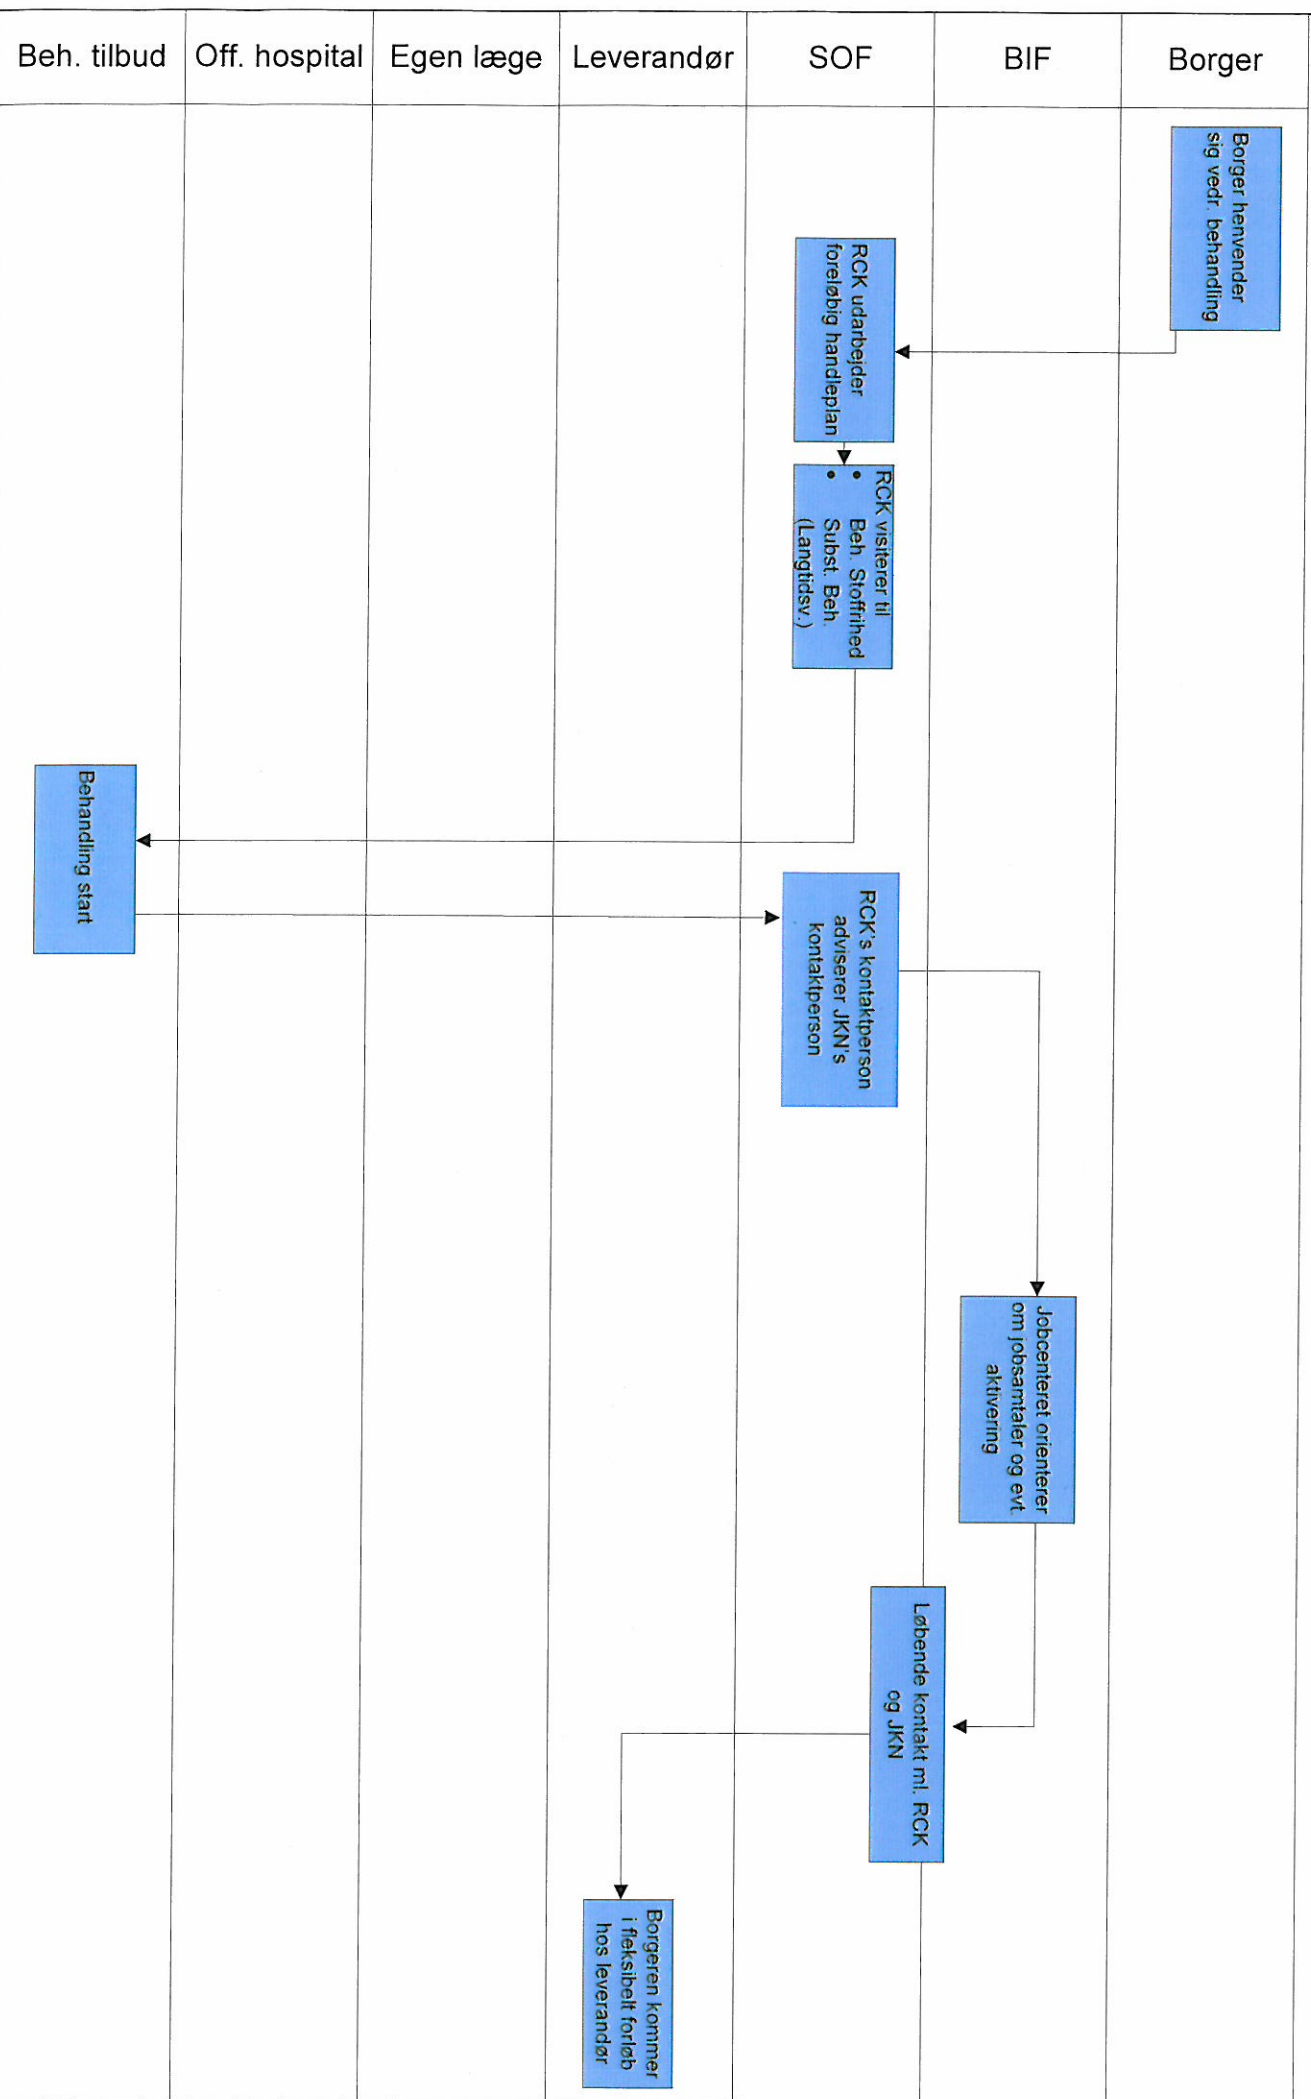 Beh. tilbud
Off. hospital
Egen læge
Leverandør
SOF
BIF
Borger
Borger henvender
sig vedr. behandling
RCK udarbejder
foreløbig handleplan
RCK visiterer til
• Beh. Stoffrihed
• Subst. Beh.
(Langtidsv.)
Behandling start
RCK's kontaktperson
adviserer JKN's
kontaktperson
Jobcenteret orienterer
om jobsamtaler og evt.
aktivering
Løbende kontakt ml. RCK
og JKN
Borgeren kommer
i fleksibelt forløb
hos leverandør